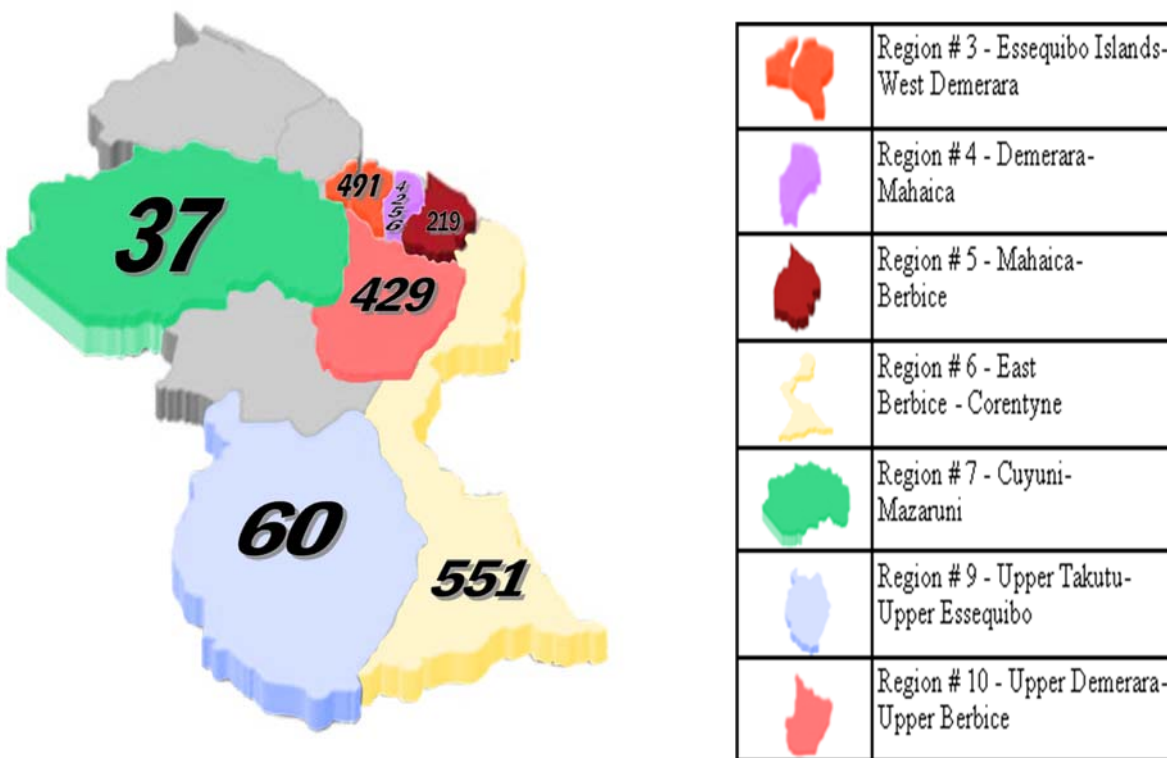 491
4
2
5
6
219
37
429
60
551
Region # 3 - Essequibo Islands-
West Demerara
Region # 4 - Demerara-
Mahaica
Region # 5 - Mahaica-
Berbice
Region # 6 - East
Berbice - Corentyne
Region # 7 - Cuyuni-
Mazaruni
Region # 9 - Upper Takutu-
Upper Essequibo
Region # 10 - Upper Demerara-
Upper Berbice